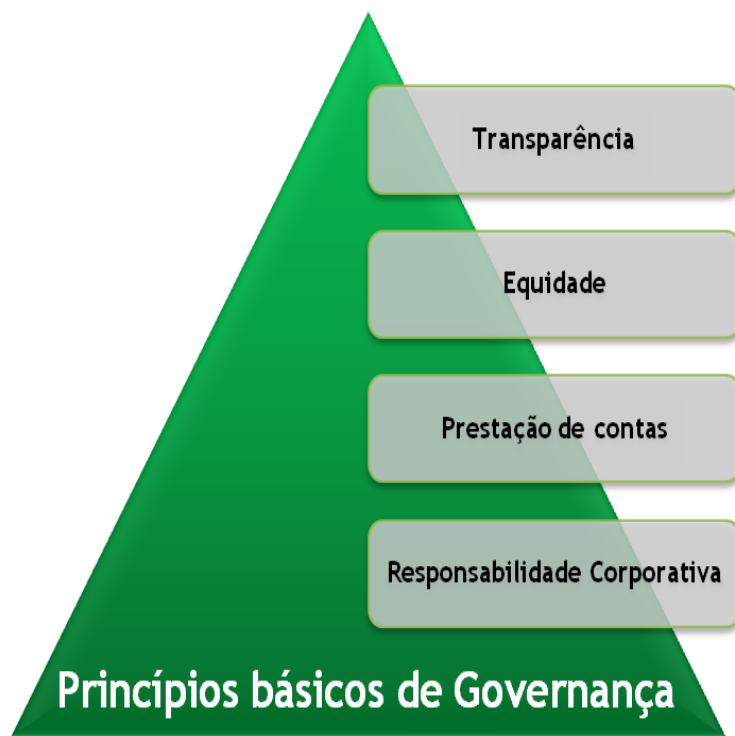 Transparência
Equidade
Prestação de contas
Responsabilidade Corporativa
Princípios básicos de Governança